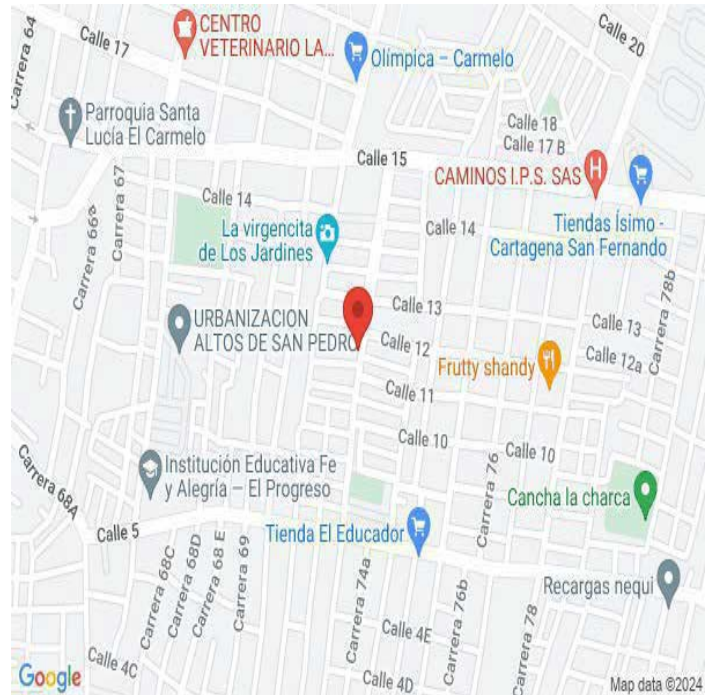 Carrera 64
Calle 17
CENTRO
VETERINARIO LA...
Olímpica – Carmelo
Calle 20
Parroquia Santa
Lucía El Carmelo
Calle 18
Calle 17 B
Calle 15
CAMINOS I.P.S. SAS
Carrera 66a
Carrera 67
Calle 14
La virgencita
de Los Jardines
Calle 14
Tiendas Ísimo -
Cartagena San Fernando
Carrera 78b
Calle 13
Calle 13
URBANIZACION
ALTOS DE SAN PEDRO
Calle 12
Calle 12a
Frutty shandy
Calle 11
Calle 10
Calle 10
Carrera 68A
Institución Educativa Fe
y Alegría – El Progreso
Carrera 76
Cancha la charca
Calle 5
Tienda El Educador
Carrera 68C
Carrera 68D
Carrera 68 E
Carrera 69
Carrera 74a
Carrera 76b
Carrera 78
Recargas nequi
Calle 4E
Calle 4C
Calle 4D
Google
Map data ©2024